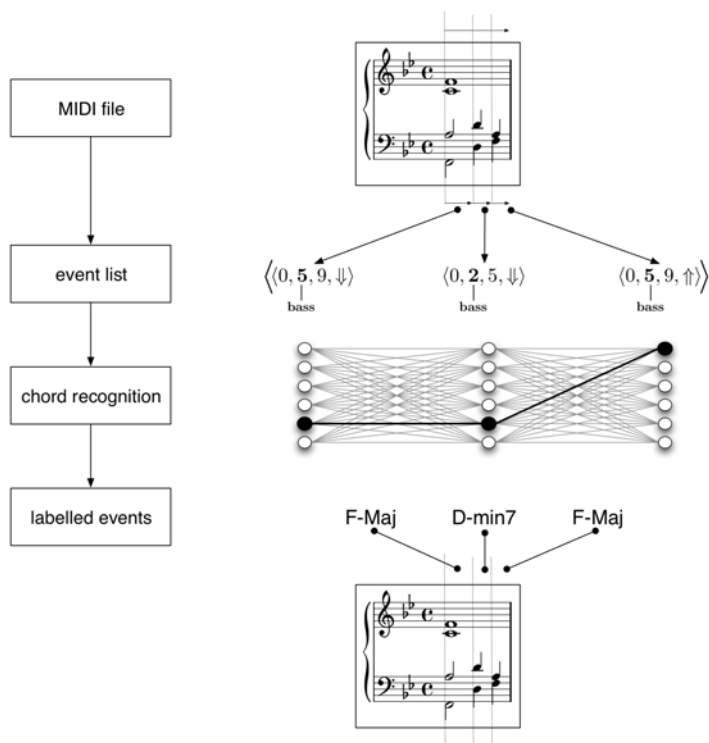 MIDI file
event list
⟨⟨0, 5, 9, ⇓⟩ ⟨0, 2, 5, ⇓⟩ ⟨0, 5, 9, ⇑⟩
bass bass bass
chord recognition
labelled events
F-Maj D-min7 F-Maj